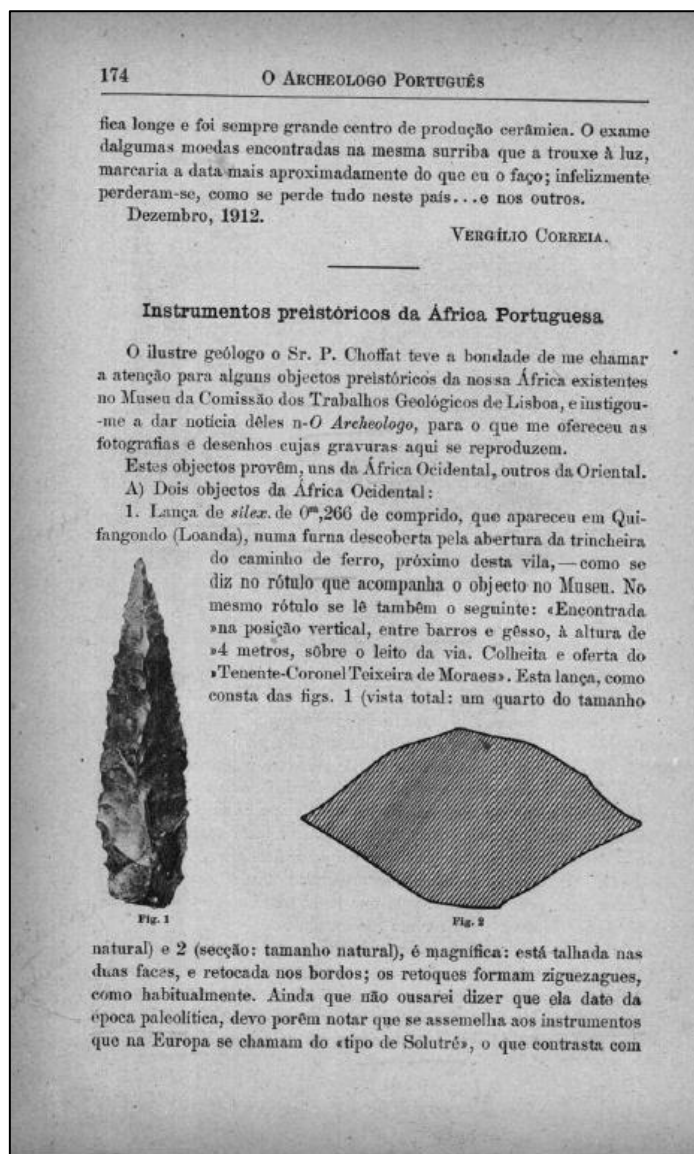 174
O ARCHEOLOGO PORTUGUÊS
fica longe e foi sempre grande centro de produção cerâmica. O exame
dalgumas moedas encontradas na mesma surriba que a trouxe à luz,
marcaria a data mais aproximadamente do que eu o faço; infelizmente
perderam-se, como se perde tudo neste país...e nos outros.
Dezembro, 1912.
VERGÍLIO CORREIA.
Instrumentos preistóricos da África Portuguesa
O ilustre geólogo o Sr. P. Choffat teve a bondade de me chamar
a atenção para alguns objectos preistóricos da nossa África existentes
no Museu da Comissão dos Trabalhos Geológicos de Lisboa, e instigou-
-me a dar notícia dêles n-O Archeologo, para o que me ofereceu as
fotografias e desenhos cujas gravuras aqui se reproduzem.
Estes objectos provêm, uns da África Ocidental, outros da Oriental.
A) Dois objectos da África Ocidental:
1. Lança de silex. de 0m,266 de comprido, que apareceu em Qui-
fangondo (Loanda), numa furna descoberta pela abertura da trincheira
do caminho de ferro, próximo desta vila,—como se
diz no rótulo que acompanha o objecto no Museu. No
mesmo rótulo se lê também o seguinte: «Encontrada
»na posição vertical, entre barros e gêsso, à altura de
»4 metros, sôbre o leito da via. Colheita e oferta do
»Tenente-Coronel Teixeira de Moraes». Esta lança, como
consta das figs. 1 (vista total: um quarto do tamanho
Fig. 1
Fig. 2
natural) e 2 (secção: tamanho natural), é magnífica: está talhada nas
duas faces, e retocada nos bordos; os retoques formam ziguezagues,
como habitualmente. Ainda que não ousarei dizer que ela date da
época paleolítica, devo porêm notar que se assemelha aos instrumentos
que na Europa se chamam do «tipo de Solutré», o que contrasta com